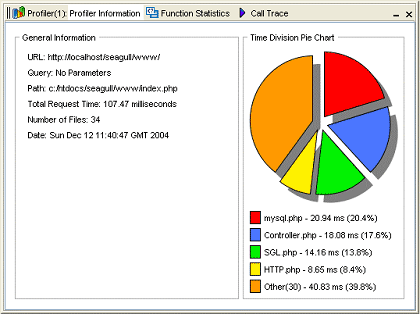 Profiler(1): Profiler Information Function Statistics Call Trace
General Information
URL: http://localhost/seagull/www/
Query: No Parameters
Path: c:/htdocs/seagull/www/index.php
Total Request Time: 107.47 milliseconds
Number of Files: 34
Date: Sun Dec 12 11:40:47 GMT 2004
Time Division Pie Chart
mysql.php - 20.94 ms (20.4%)
Controller.php - 18.08 ms (17.6%)
SGL.php - 14.16 ms (13.8%)
HTTP.php - 8.65 ms (8.4%)
Other(30) - 40.83 ms (39.8%)